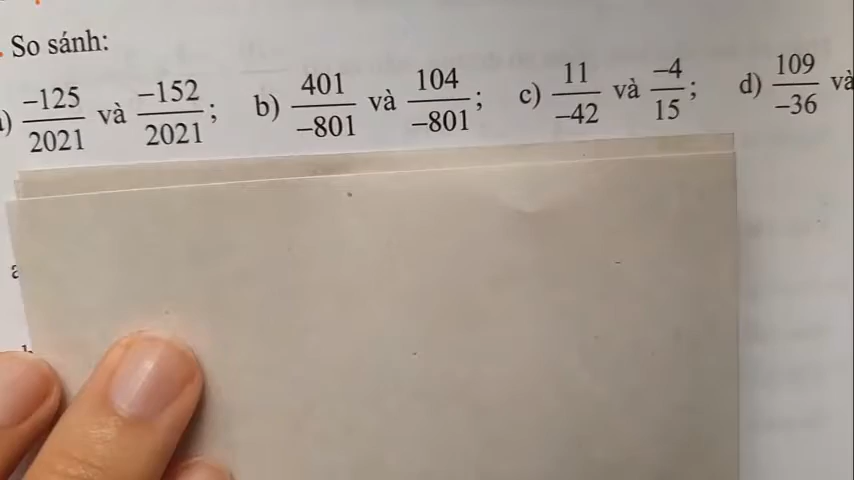 So sánh:
) -125/2021 và -152/2021; b) 401/-801 và 104/-801; c) 11/-42 và -4/15; d) 109/-36 và